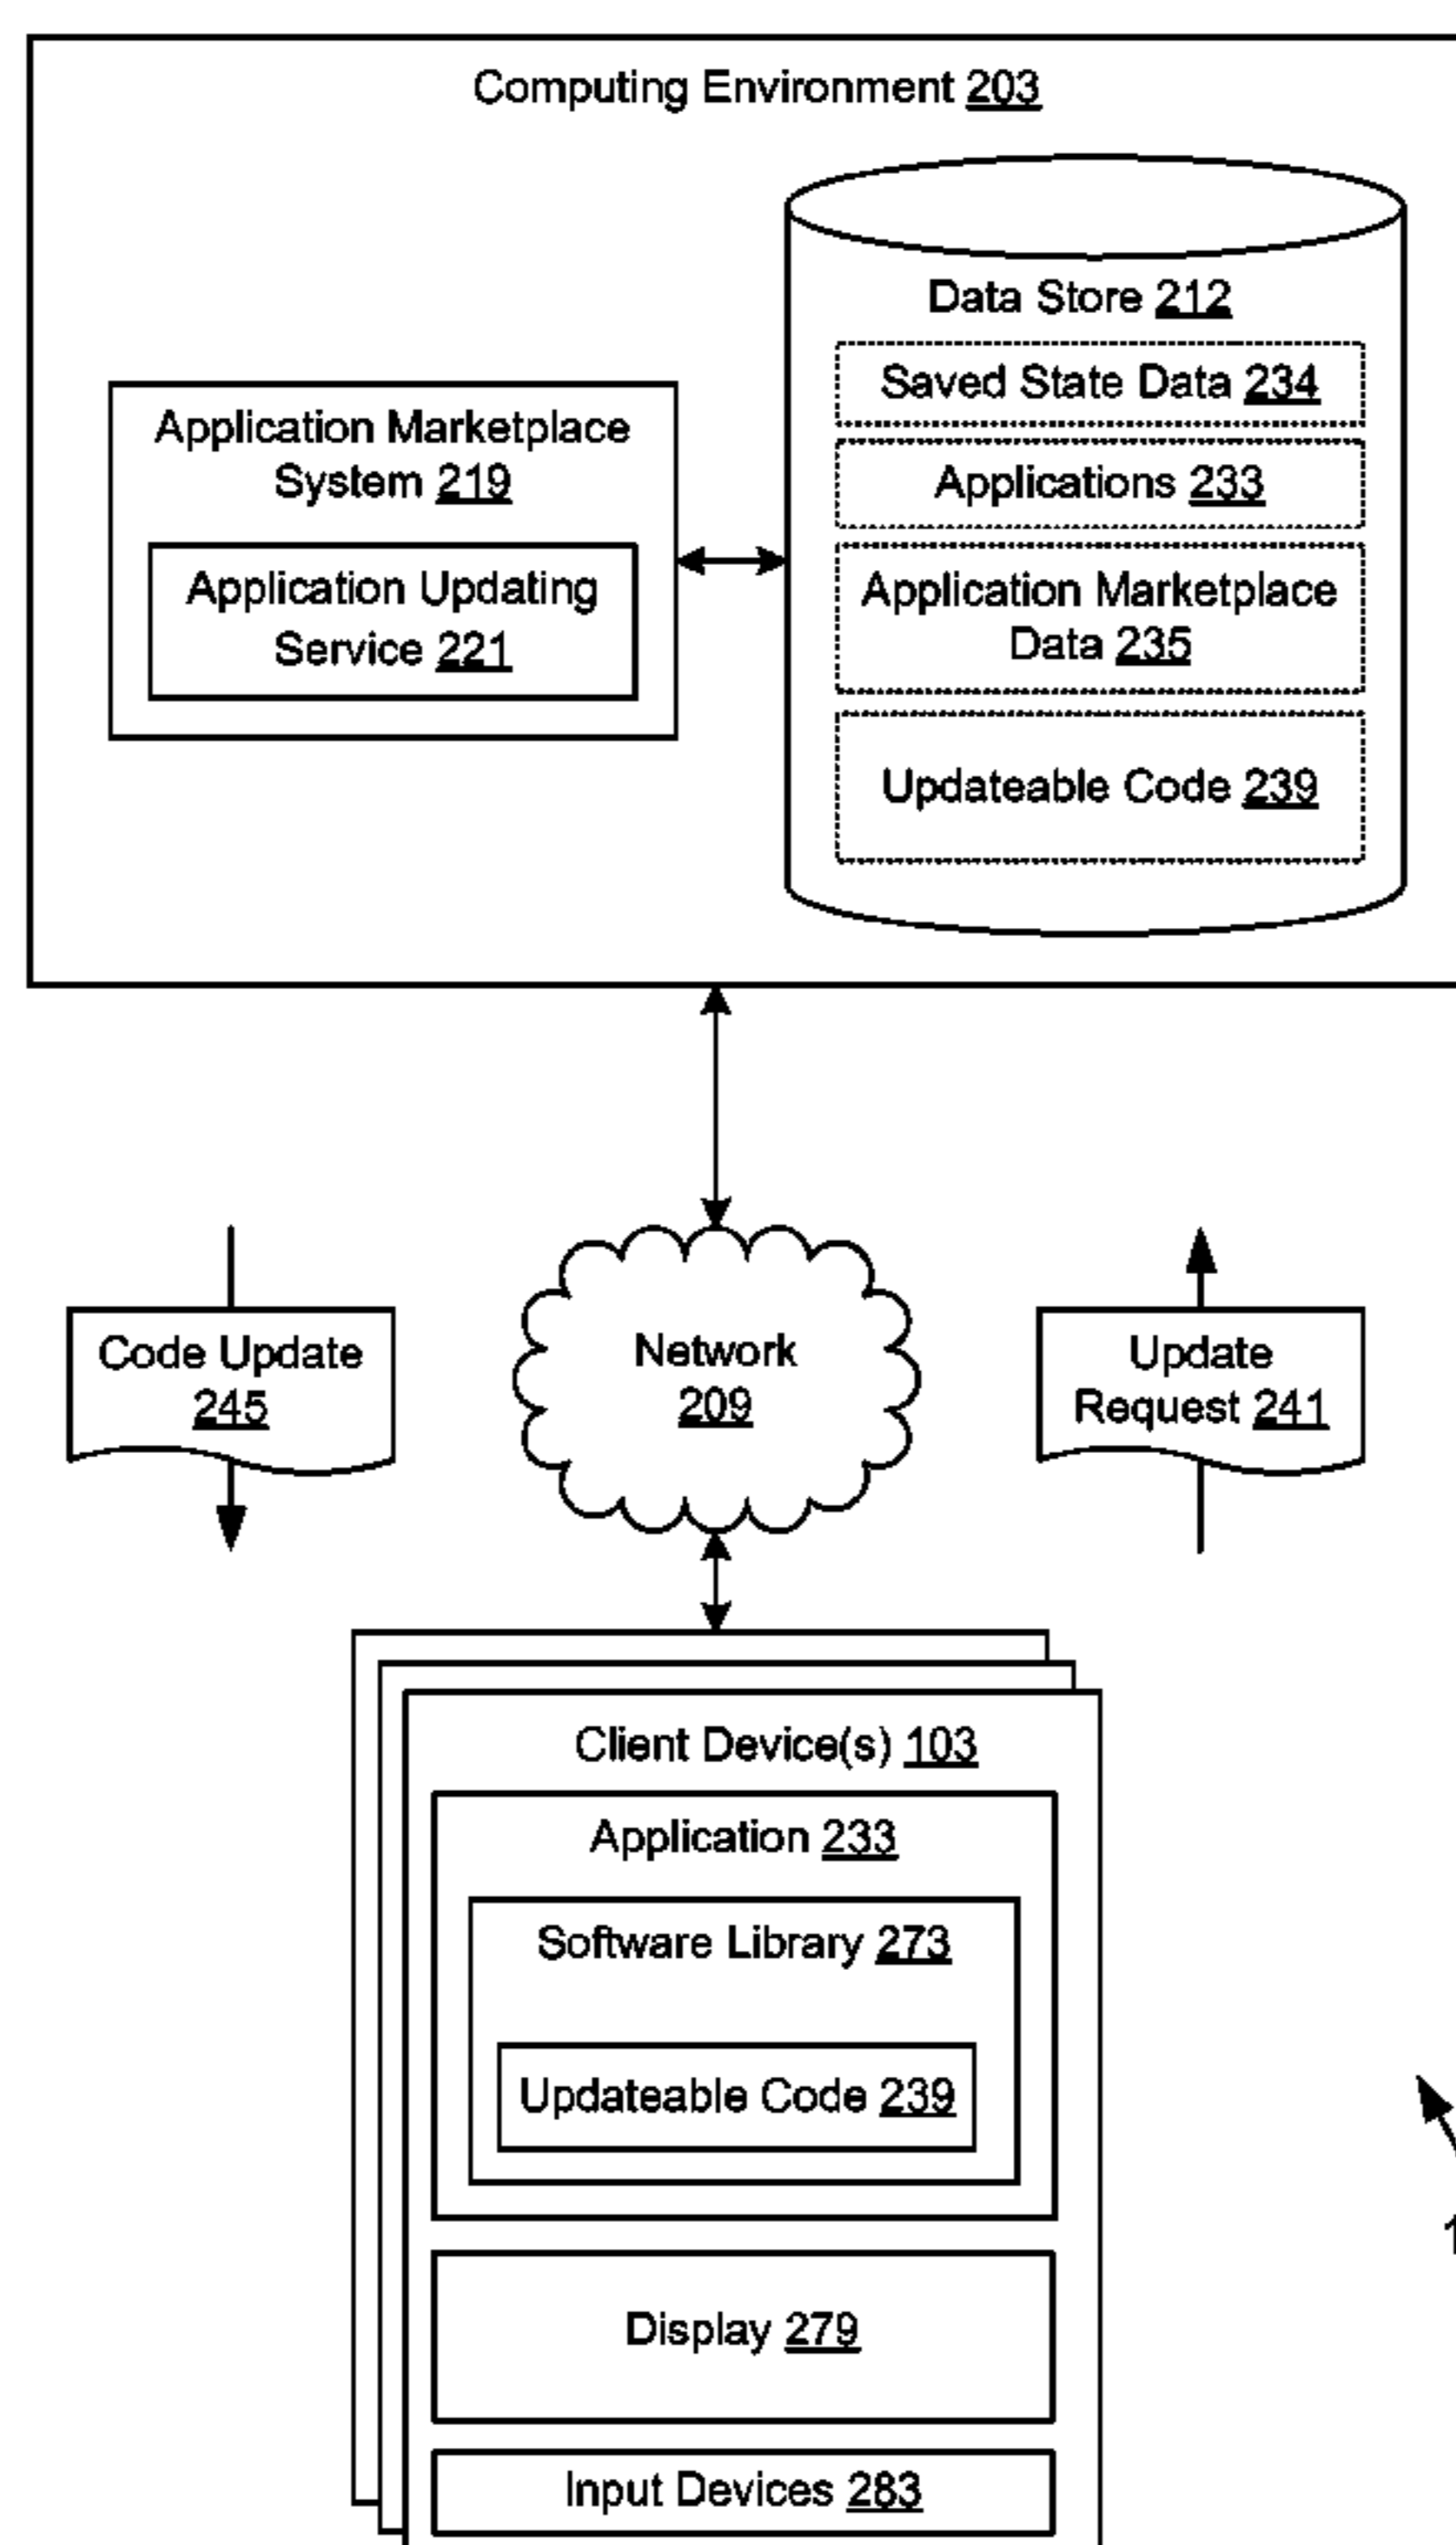 Computing Environment 203
Data Store 212
Saved State Data 234
Applications 233
Application Marketplace
Data 235
Updateable Code 239
Application Marketplace
System 219
Application Updating
Service 221
Code Update
245
Network
209
Update
Request 241
Client Device(s) 103
Application 233
Software Library 273
Updateable Code 239
Display 279
Input Devices 283